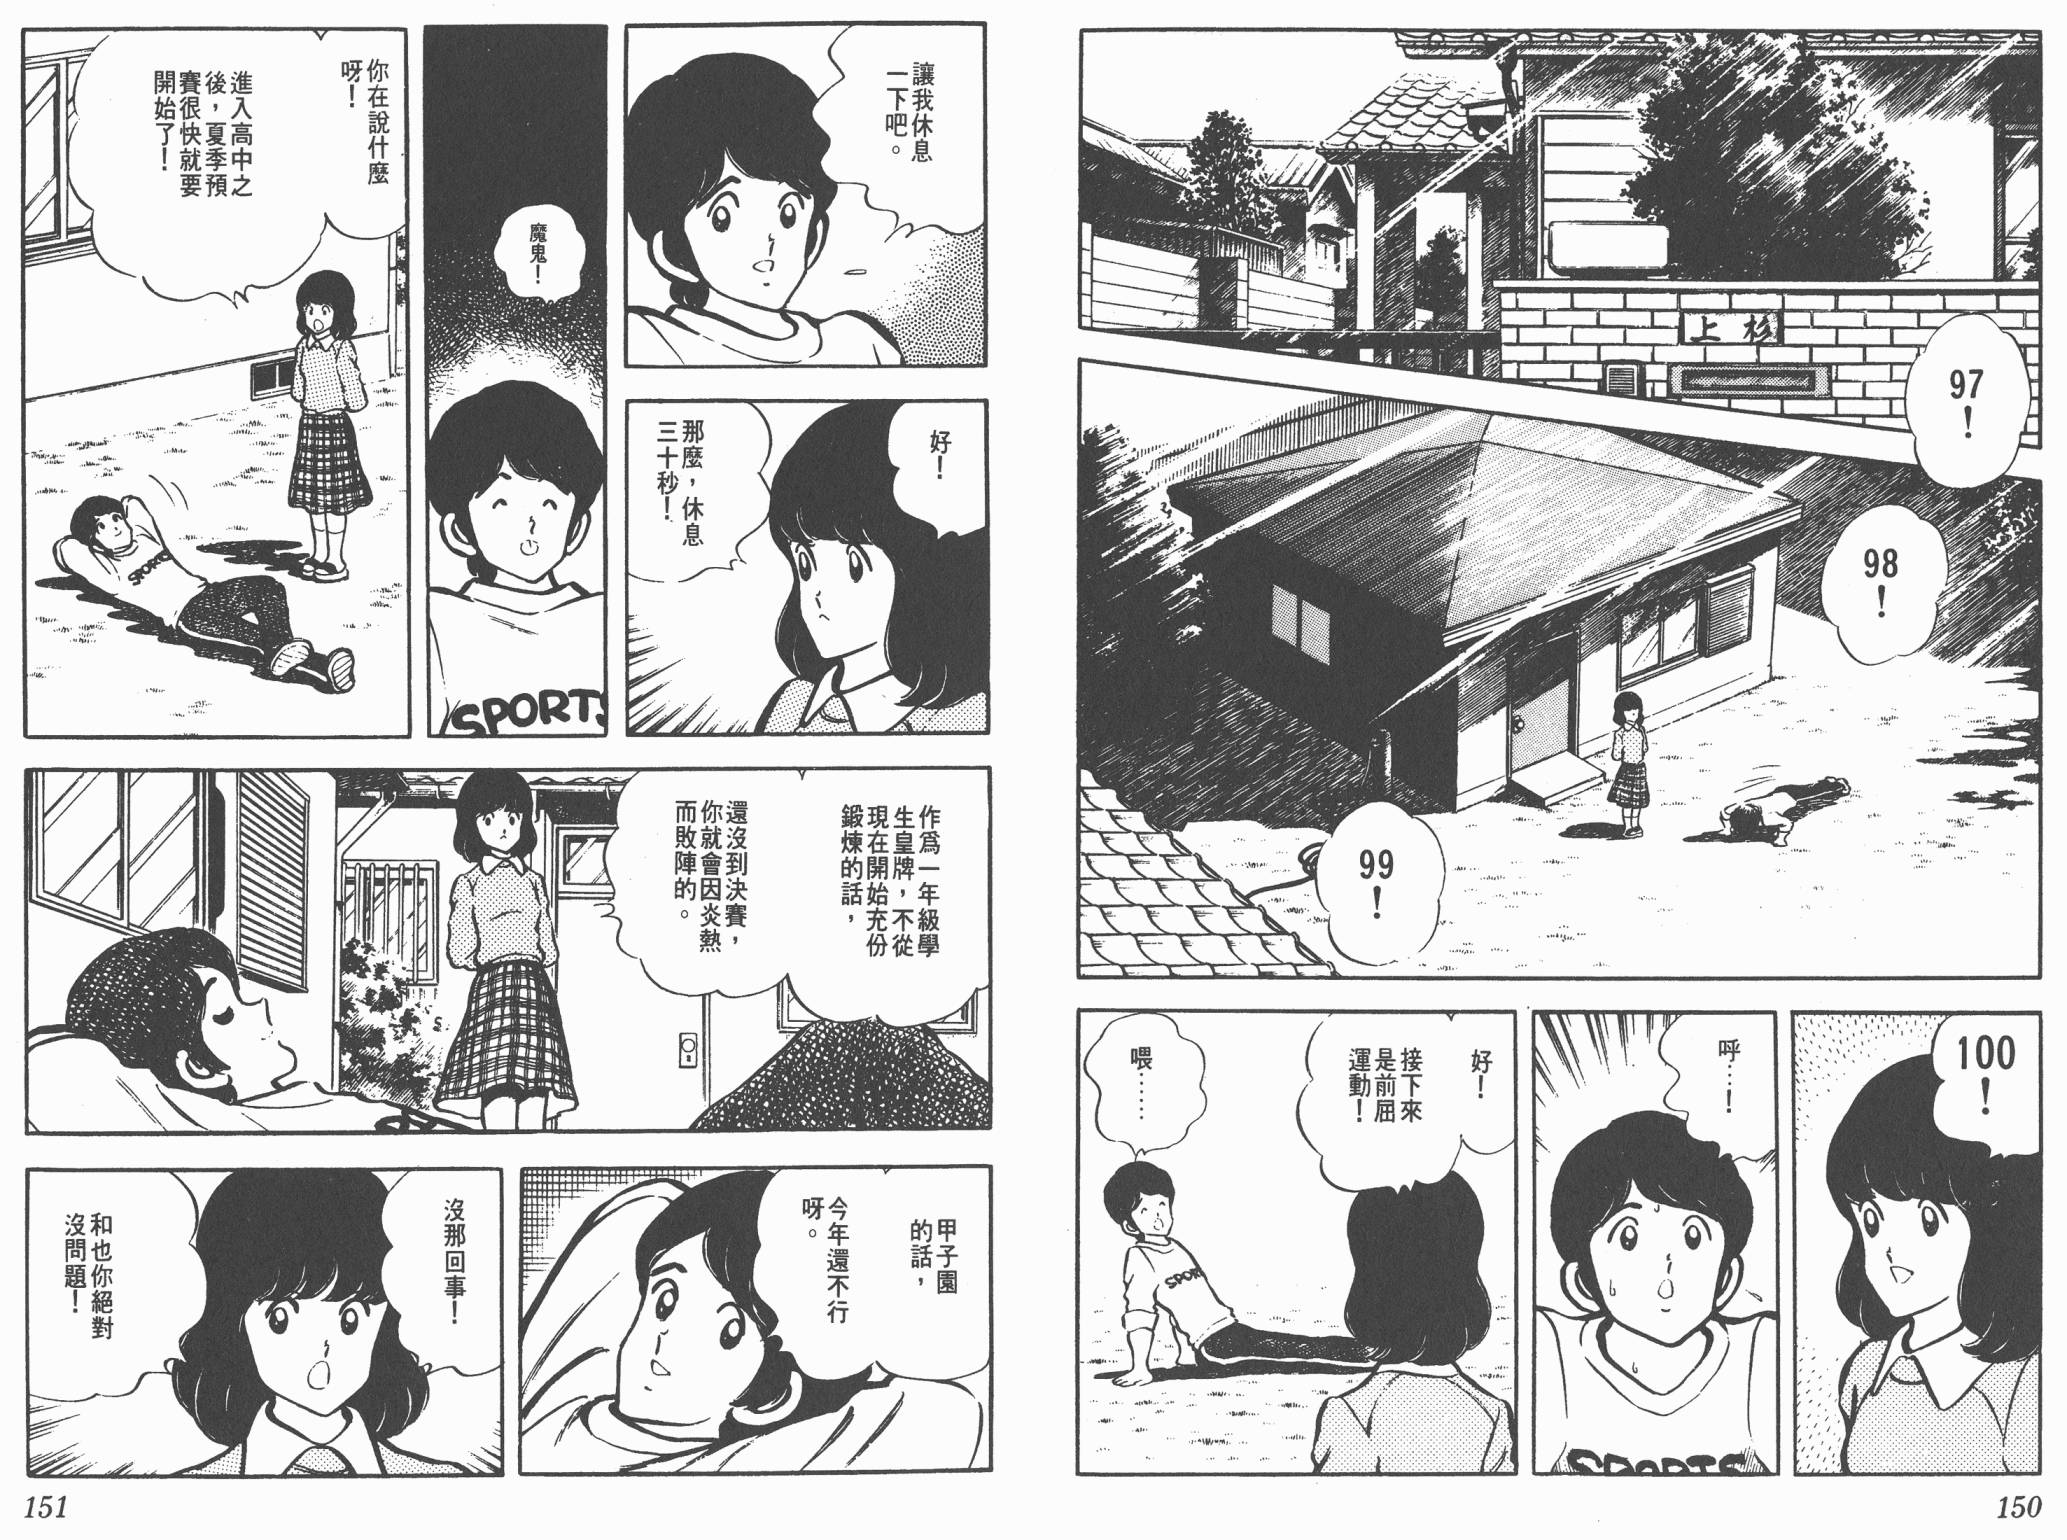 上杉
97！
98！
99！
100！
呼……！
好！
接下來
是前屈
運動！
喂……
SPORTS
SPORTS
150
讓我休息
一下吧。
好！
那麼，休息
三十秒！
魔鬼！
SPORTS
你在說什麼
呀！
進入高中之
後，夏季預
賽很快就要
開始了！
SPORTS
作爲一年級學
生皇牌，不從
現在開始充份
鍛煉的話，
還沒到決賽，
你就會因炎熱
而敗陣的。
甲子園
的話，
今年還不行
呀。
沒那回事！
和也你絕對
沒問題！
151